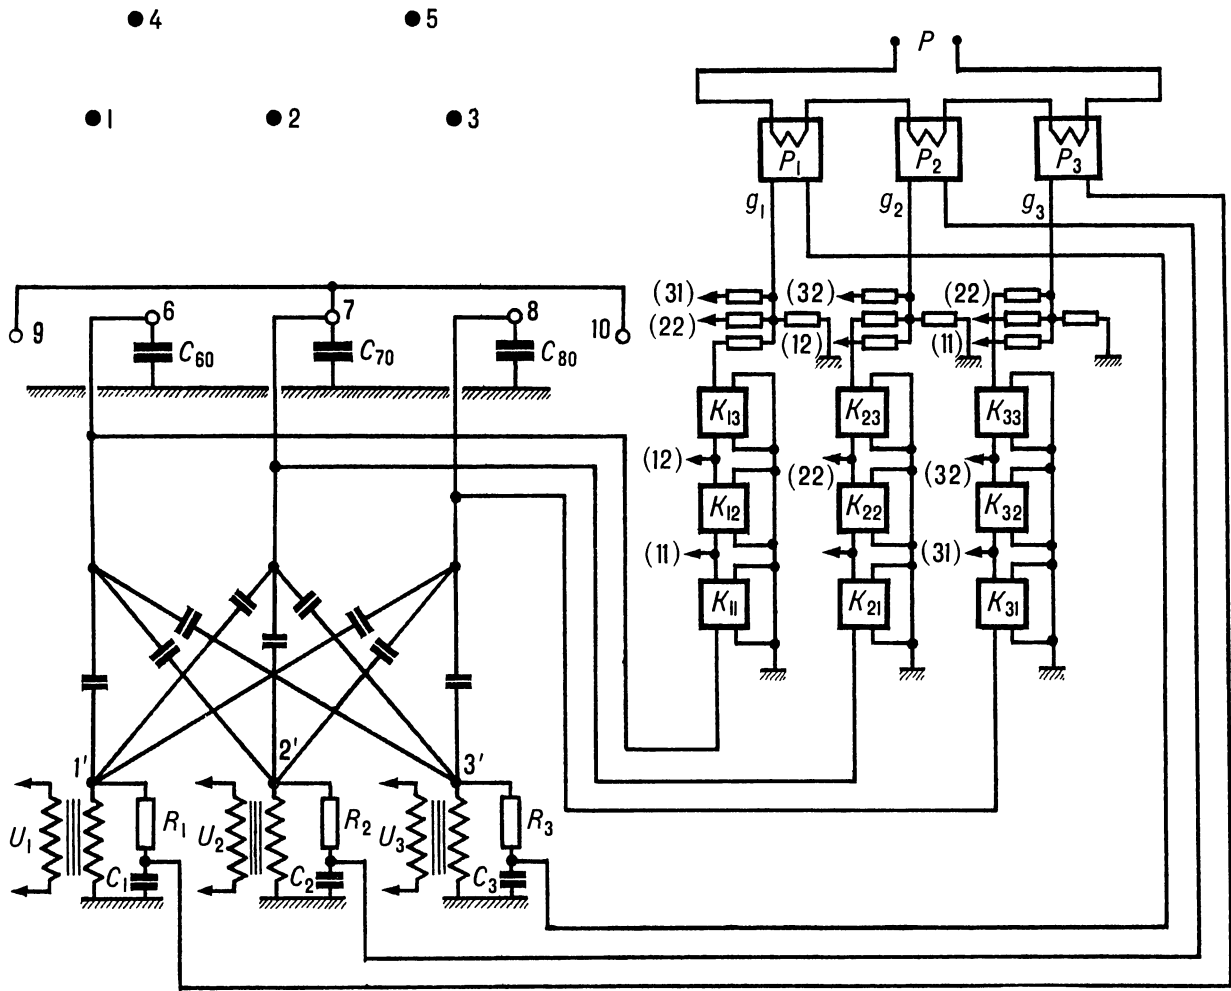 4 5
P
1 2 3
P₁ P₂ P₃
g₁ g₂ g₃
(31) (32) (22)
6 7 8
(22)
9 10 (12) (11)
C₆₀ C₇₀ C₈₀
K₁₃ K₂₃ K₃₃
(12) (22) (32)
K₁₂ K₂₂ K₃₂
(11) (31)
K₁₁ K₂₁ K₃₁
1' 2' 3'
U₁ R₁ U₂ R₂ U₃ R₃
C₁ C₂ C₃